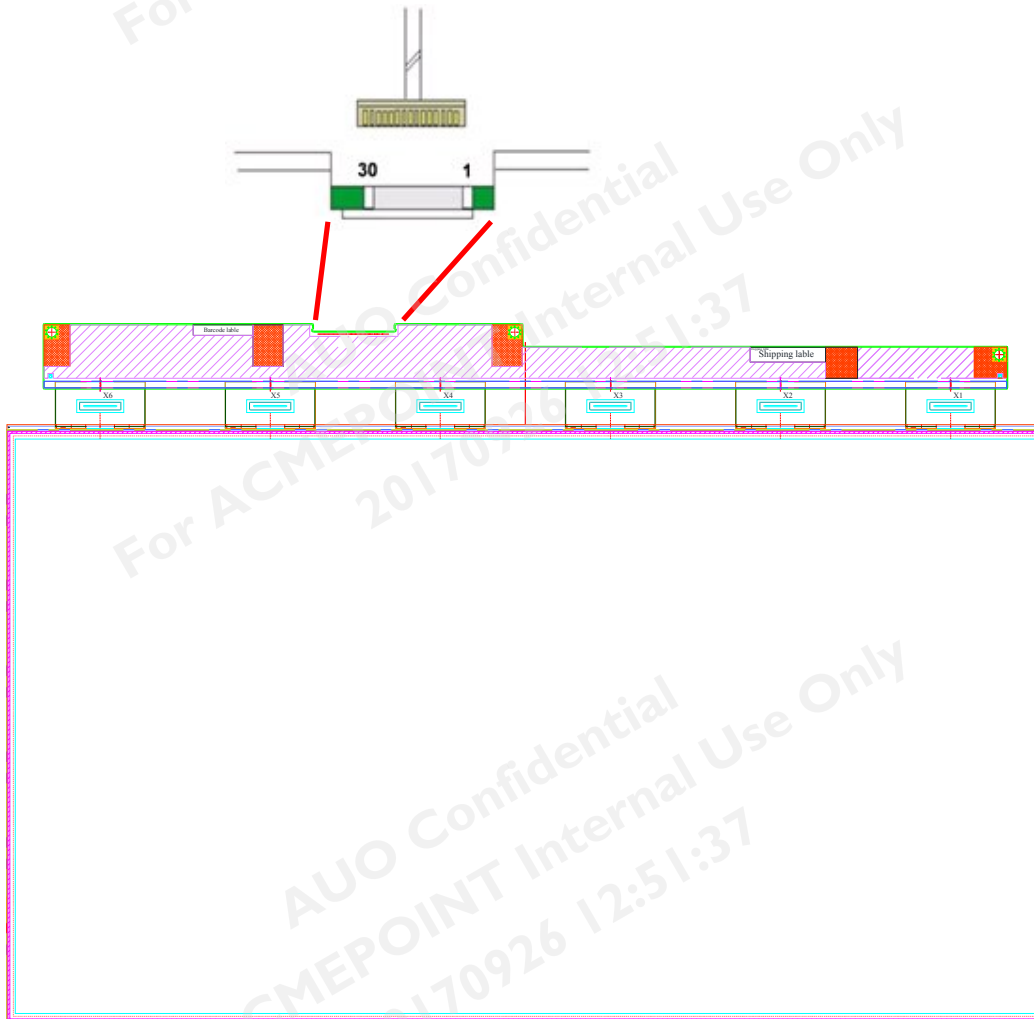 For
30 1
Barcode lable
Shipping lable
X6 X5 X4 X3 X2 X1
AUO Confidential
For ACMEPOINT Internal Use Only
20170926 12:51:37
AUO Confidential
ACMEPOINT Internal Use Only
20170926 12:51:37